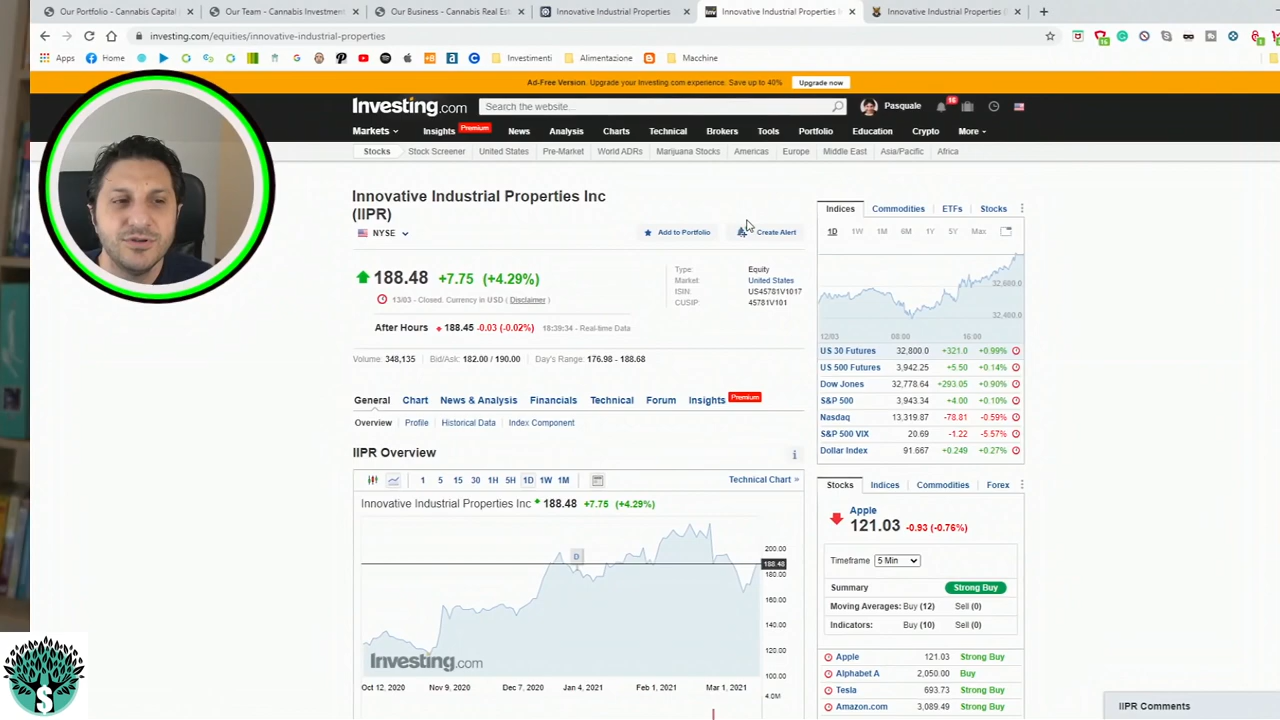 Our Portfolio - Cannabis Capital
Our Team - Cannabis Investment
Our Business - Cannabis Real Est
Innovative Industrial Properties
Innovative Industrial Properties I
Innovative Industrial Properties (
investing.com/equities/innovative-industrial-properties
Apps
Home
Investimenti
Alimentazione
Macchine
Ad-Free Version. Upgrade your Investing.com experience. Save up to 40%
Upgrade now
Investing.com
Search the website...
Pasquale
Markets
Insights
Premium
News
Analysis
Charts
Technical
Brokers
Tools
Portfolio
Education
Crypto
More
Stocks
Stock Screener
United States
Pre-Market
World ADRs
Marijuana Stocks
Americas
Europe
Middle East
Asia/Pacific
Africa
Innovative Industrial Properties Inc
(IIPR)
NYSE
Add to Portfolio
Create Alert
188.48 +7.75 (+4.29%)
13/03 - Closed. Currency in USD ( Disclaimer )
After Hours 188.45 -0.03 (-0.02%) 18:39:34 - Real-time Data
Type: Equity
Market: United States
ISIN: US45781V1017
CUSIP: 45781V101
Volume: 348,135 Bid/Ask: 182.00 / 190.00 Day's Range: 176.98 - 188.68
General
Chart
News & Analysis
Financials
Technical
Forum
Insights
Premium
Overview
Profile
Historical Data
Index Component
IIPR Overview
1 5 15 30 1H 5H 1D 1W 1M
Technical Chart »
Innovative Industrial Properties Inc 188.48 +7.75 (+4.29%)
D
200.00
188.48
180.00
160.00
140.00
120.00
100.00
4.0M
Investing.com
Oct 12, 2020 Nov 9, 2020 Dec 7, 2020 Jan 4, 2021 Feb 1, 2021 Mar 1, 2021
Indices
Commodities
ETFs
Stocks
1D 1W 1M 6M 1Y 5Y Max
32,600.0
32,400.0
12/03 08:00 16:00
US 30 Futures 32,800.0 +321.0 +0.99%
US 500 Futures 3,942.25 +5.50 +0.14%
Dow Jones 32,778.64 +293.05 +0.90%
S&P 500 3,943.34 +4.00 +0.10%
Nasdaq 13,319.87 -78.81 -0.59%
S&P 500 VIX 20.69 -1.22 -5.57%
Dollar Index 91.667 +0.249 +0.27%
Stocks
Indices
Commodities
Forex
Apple
121.03 -0.93 (-0.76%)
Timeframe 5 Min
Summary Strong Buy
Moving Averages: Buy (12) Sell (0)
Indicators: Buy (10) Sell (0)
Apple 121.03 Strong Buy
Alphabet A 2,050.00 Buy
Tesla 693.73 Strong Buy
Amazon.com 3,089.49 Strong Buy
IIPR Comments
$